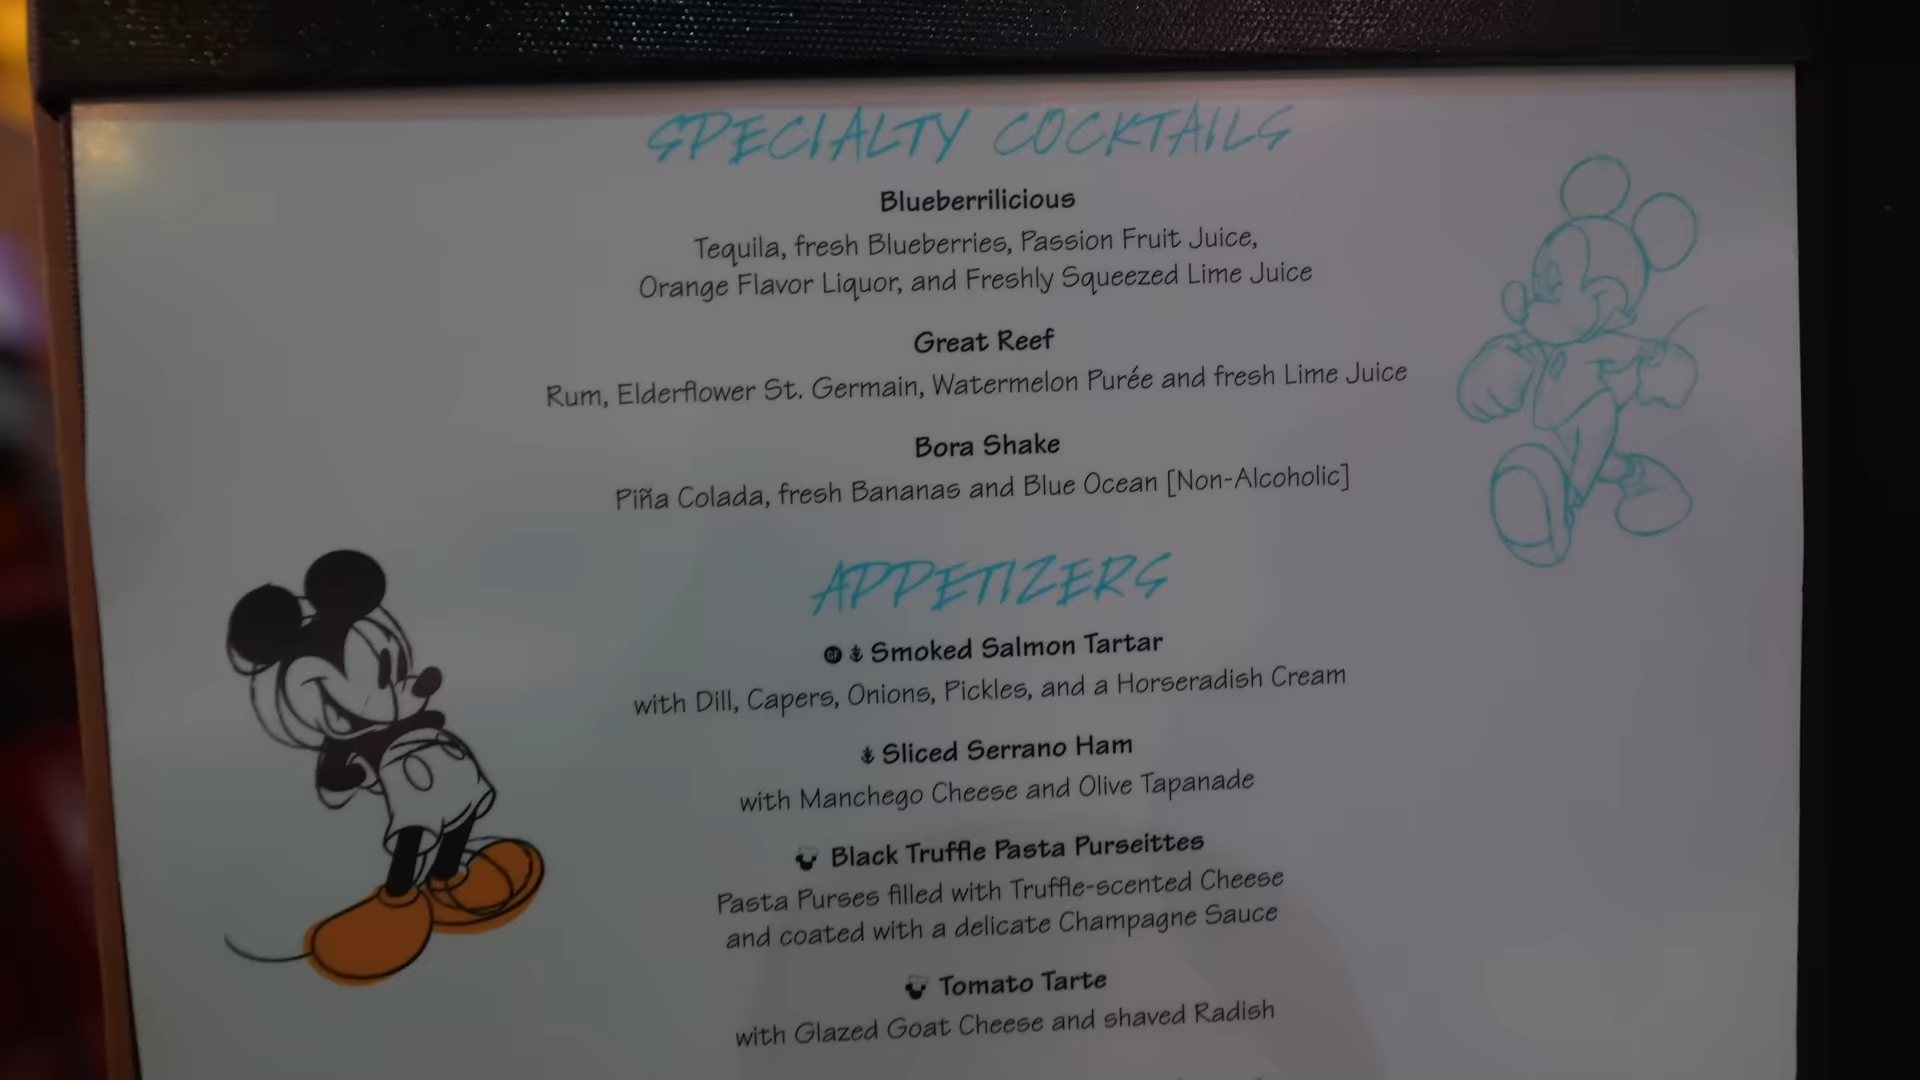 SPECIALTY COCKTAILS
Blueberrilicious
Tequila, fresh Blueberries, Passion Fruit Juice,
Orange Flavor Liquor, and Freshly Squeezed Lime Juice
Great Reef
Rum, Elderflower St. Germain, Watermelon Purée and fresh Lime Juice
Bora Shake
Piña Colada, fresh Bananas and Blue Ocean [Non-Alcoholic]
APPETIZERS
GF Smoked Salmon Tartar
with Dill, Capers, Onions, Pickles, and a Horseradish Cream
Sliced Serrano Ham
with Manchego Cheese and Olive Tapanade
Black Truffle Pasta Purseittes
Pasta Purses filled with Truffle-scented Cheese
and coated with a delicate Champagne Sauce
Tomato Tarte
with Glazed Goat Cheese and shaved Radish